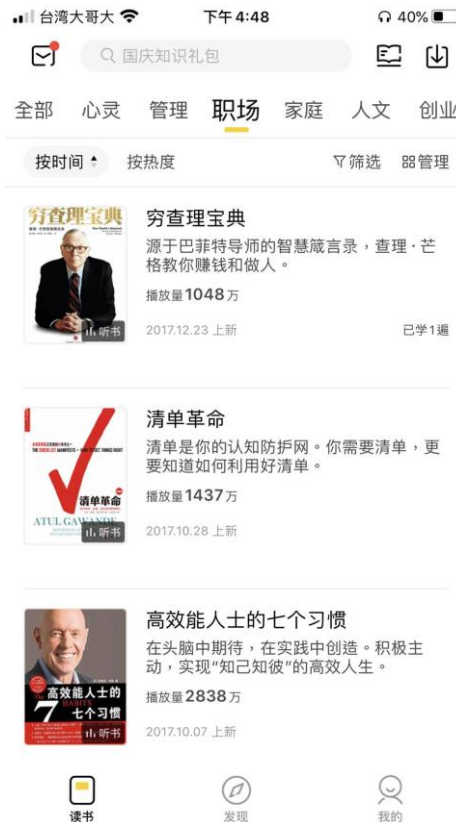 台湾大哥大 下午4:48 40%
国庆知识礼包
全部 心灵 管理 职场 家庭 人文 创业
按时间 按热度 筛选 管理
穷查理宝典
穷查理宝典
源于巴菲特导师的智慧箴言录，查理·芒
格教你赚钱和做人。
播放量1048万
听书
2017.12.23 上新 已学1遍
清单革命
清单是你的认知防护网。你需要清单，更
要知道如何利用好清单。
清单革命
播放量1437万
ATUL GAWANDE
听书
2017.10.28 上新
高效能人士的七个习惯
在头脑中期待，在实践中创造。积极主
动，实现“知己知彼”的高效人生。
高效能人士的
播放量2838万
The 7 HABITS
七个习惯
听书
2017.10.07 上新
读书 发现 我的